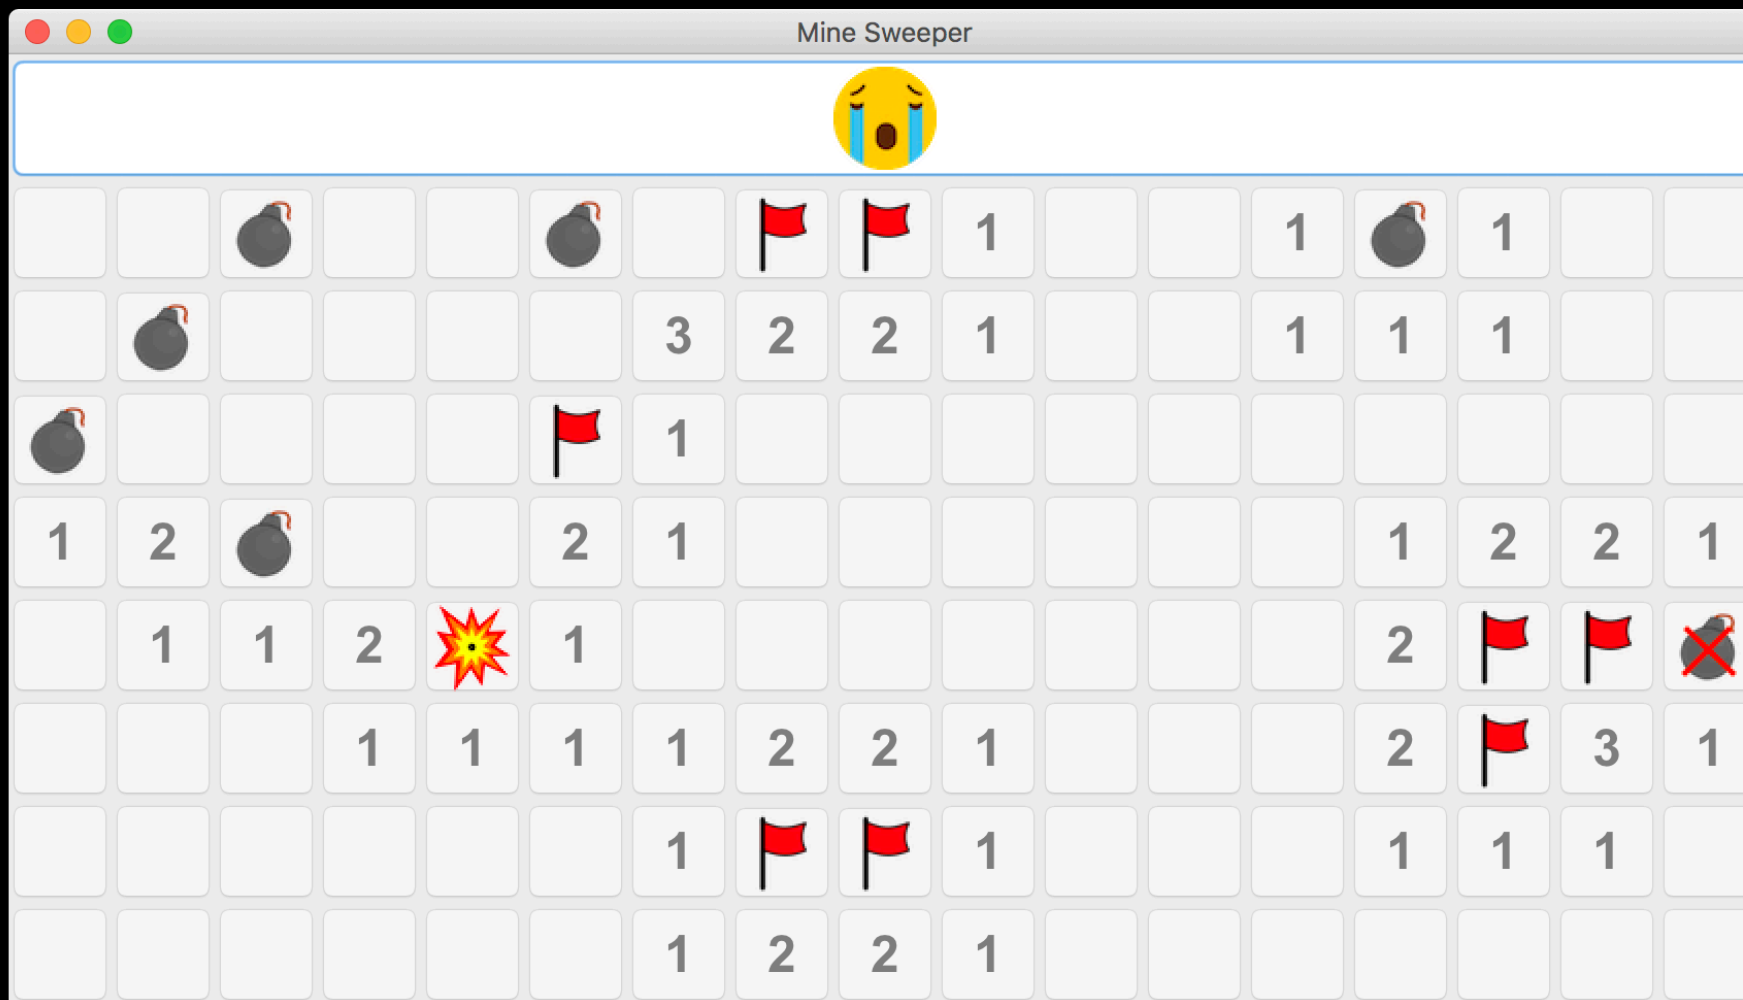 Mine Sweeper
1 1 1
3 2 2 1 1 1 1
1
1 2 2 1 1 2 2 1
1 1 2 1 2
1 1 1 1 2 2 1 2 3 1
1 1 1 1 1
1 2 2 1